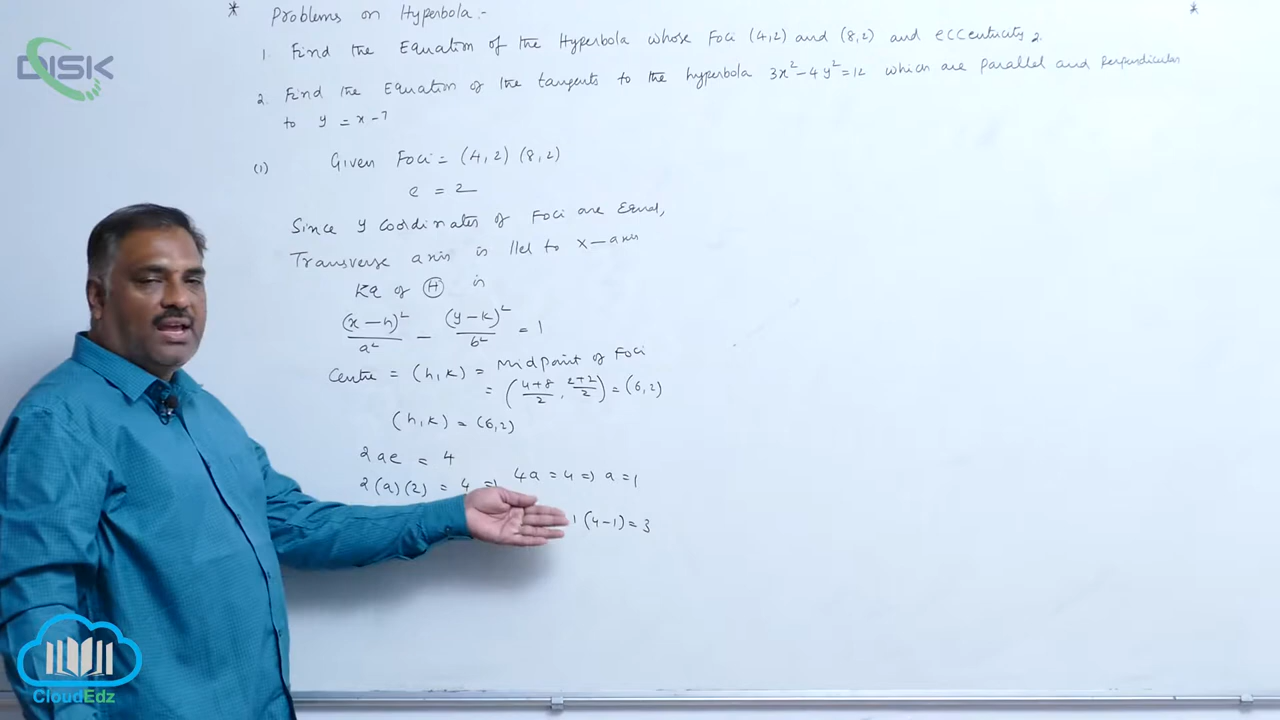 * Problems on Hyperbola :- *
DISK
1. Find the Equation of the Hyperbola whose Foci (4,2) and (8,2) and eccentricity 2.
2. Find the Equation of the tangents to the hyperbola 3x² - 4y² = 12 which are parallel and perpendicular
to y = x - 7
(1) Given Foci = (4,2) (8,2)
e = 2
Since y coordinates of Foci are Equal,
Transverse axis is llel to x-axis
Eq of (H) is
(x-h)²/a² - (y-k)²/b² = 1
Centre = (h,k) = Midpoint of Foci
= (4+8/2, 2+2/2) = (6,2)
(h,k) = (6,2)
2ae = 4
2(a)(2) = 4 => 4a = 4 => a = 1
1(4-1) = 3
CloudEdz